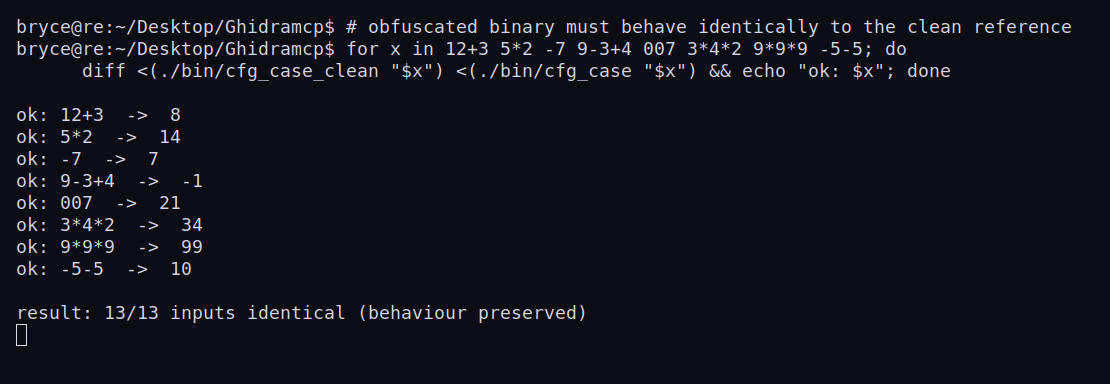 bryce@re:~/Desktop/Ghidramcp$ # obfuscated binary must behave identically to the clean reference
bryce@re:~/Desktop/Ghidramcp$ for x in 12+3 5*2 -7 9-3+4 007 3*4*2 9*9*9 -5-5; do
      diff <(./bin/cfg_case_clean "$x") <(./bin/cfg_case "$x") && echo "ok: $x"; done
ok: 12+3  ->  8
ok: 5*2  ->  14
ok: -7  ->  7
ok: 9-3+4  ->  -1
ok: 007  ->  21
ok: 3*4*2  ->  34
ok: 9*9*9  ->  99
ok: -5-5  ->  10
result: 13/13 inputs identical (behaviour preserved)